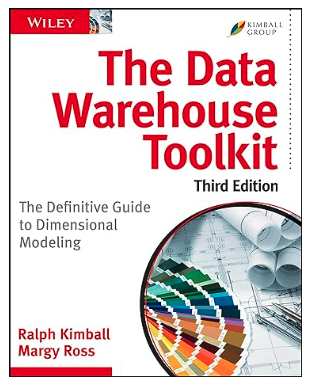 WILEY
KIMBALL
GROUP
The Data
Warehouse
Toolkit
Third Edition
The Definitive Guide
to Dimensional
Modeling
Ralph Kimball
Margy Ross